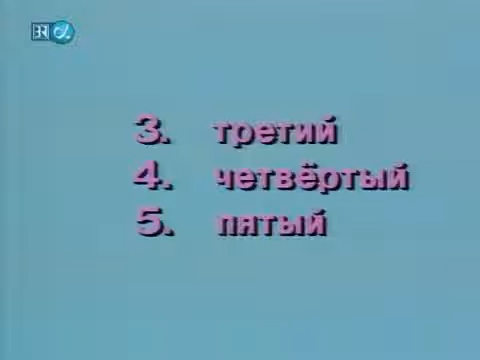 3. третий
4. четвёртый
5. пятый